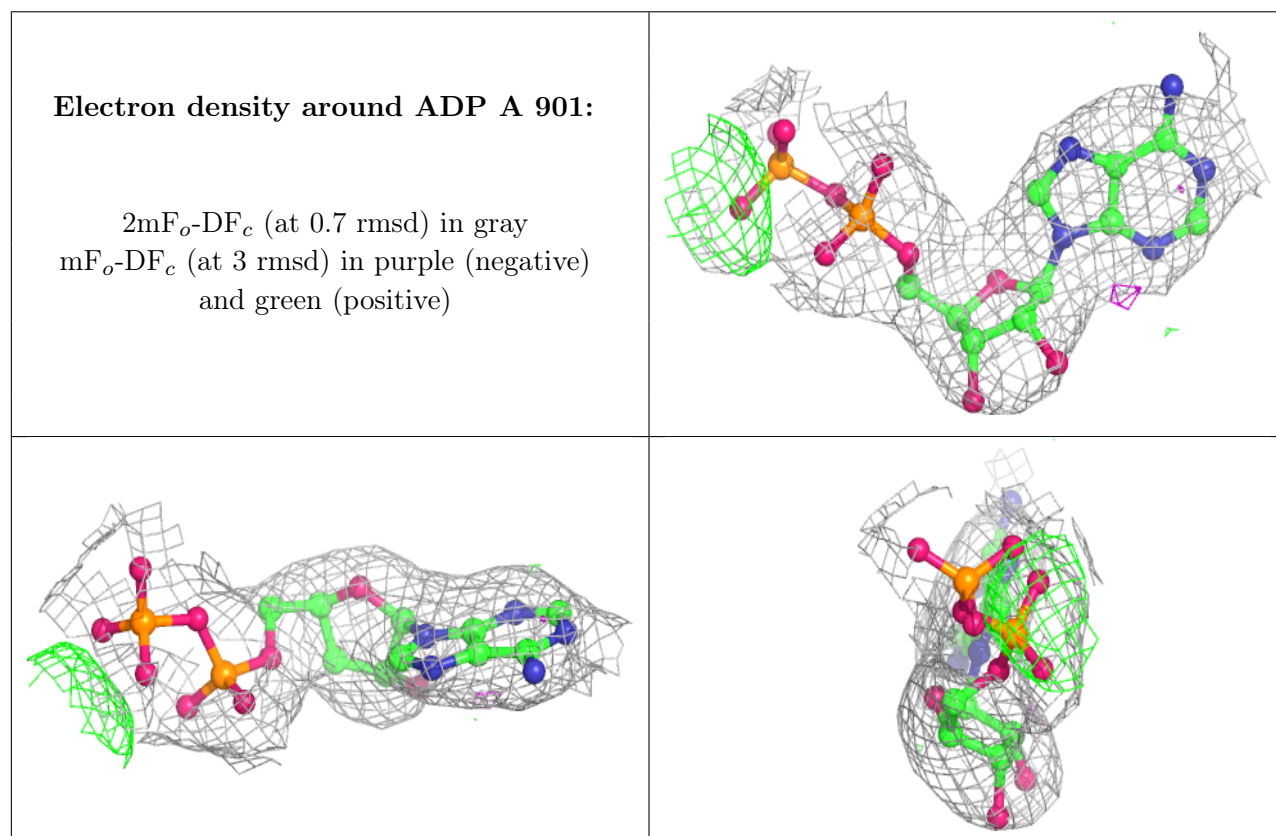 Electron density around ADP A 901:
2mFo-DFc (at 0.7 rmsd) in gray
mFo-DFc (at 3 rmsd) in purple (negative)
and green (positive)